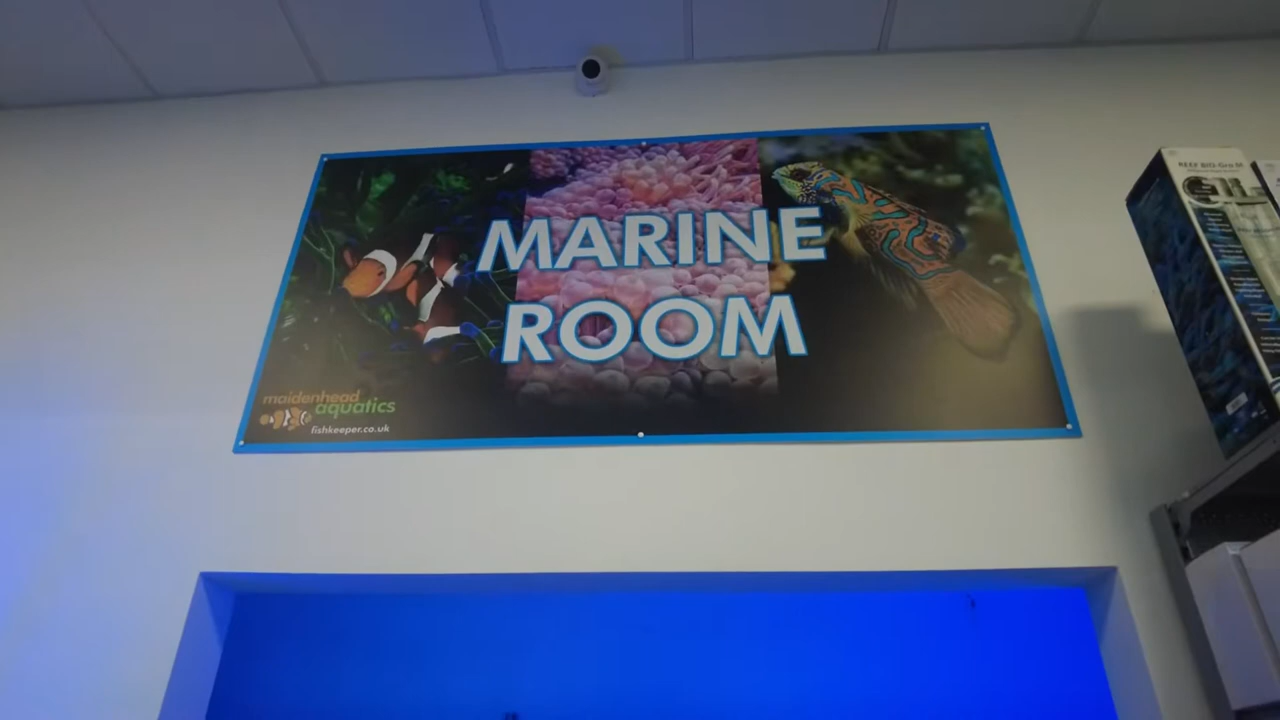 MARINE
ROOM
maidenhead
aquatics
fishkeeper.co.uk
REEF BIO-Gro M